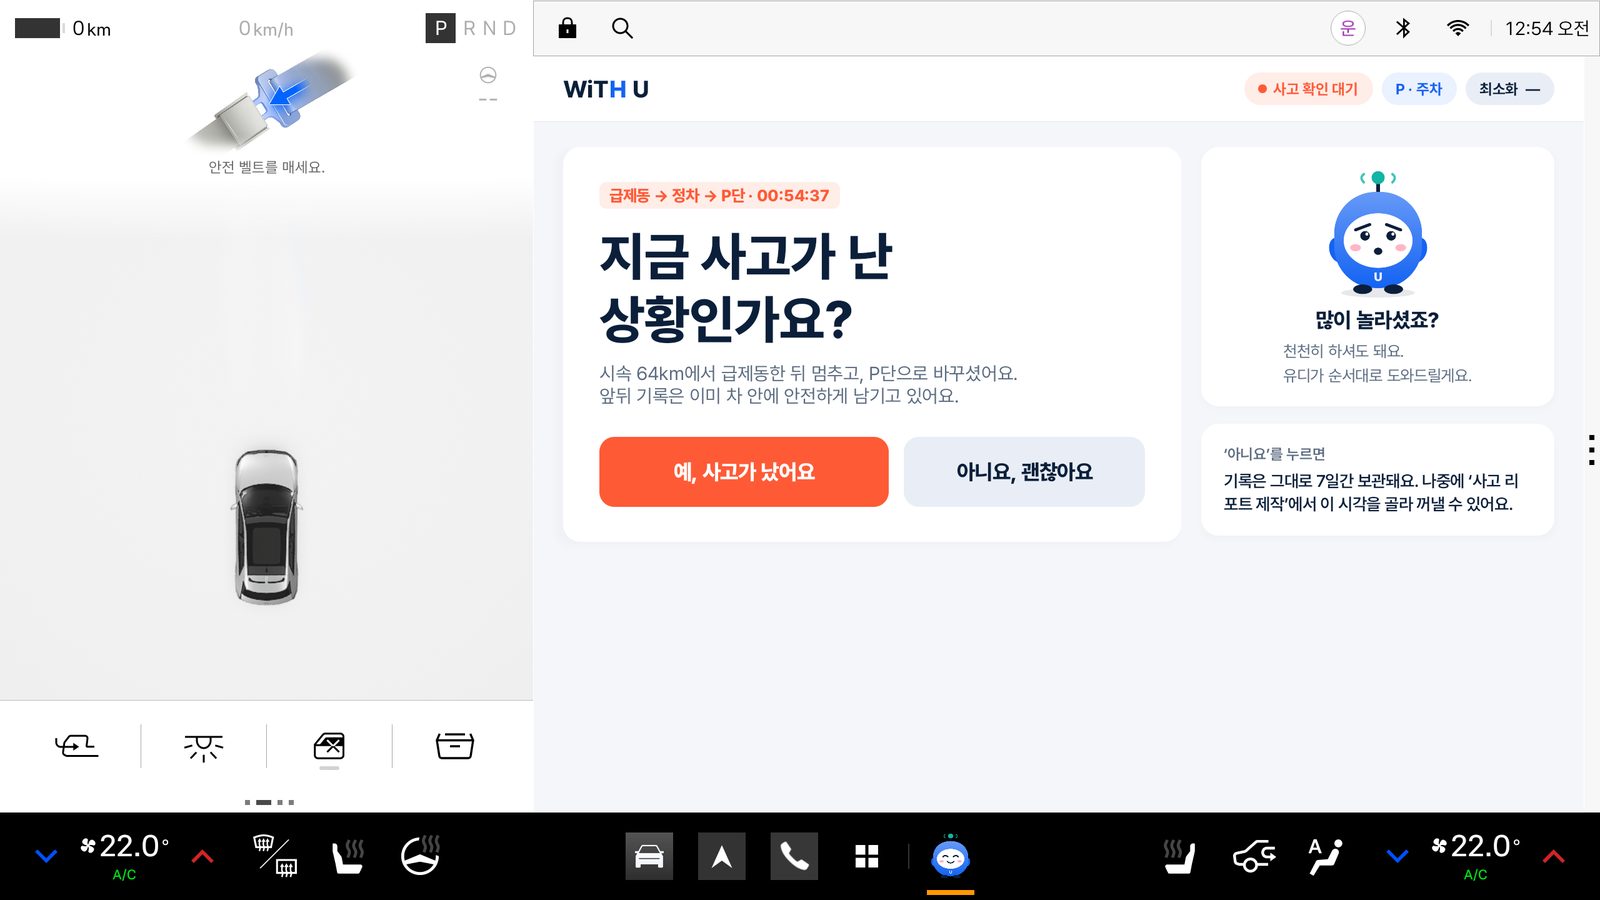 0 km
0 km/h
P R N D
안전 벨트를 매세요.
운
12:54 오전
WiTH U
사고 확인 대기
P · 주차
최소화 —
급제동 → 정차 → P단 · 00:54:37
지금 사고가 난
상황인가요?
시속 64km에서 급제동한 뒤 멈추고, P단으로 바꾸셨어요.
앞뒤 기록은 이미 차 안에 안전하게 남기고 있어요.
예, 사고가 났어요
아니요, 괜찮아요
U
많이 놀라셨죠?
천천히 하셔도 돼요.
유디가 순서대로 도와드릴게요.
‘아니요’를 누르면
기록은 그대로 7일간 보관돼요. 나중에 ‘사고 리
포트 제작’에서 이 시각을 골라 꺼낼 수 있어요.
22.0°
A/C
A
22.0°
A/C